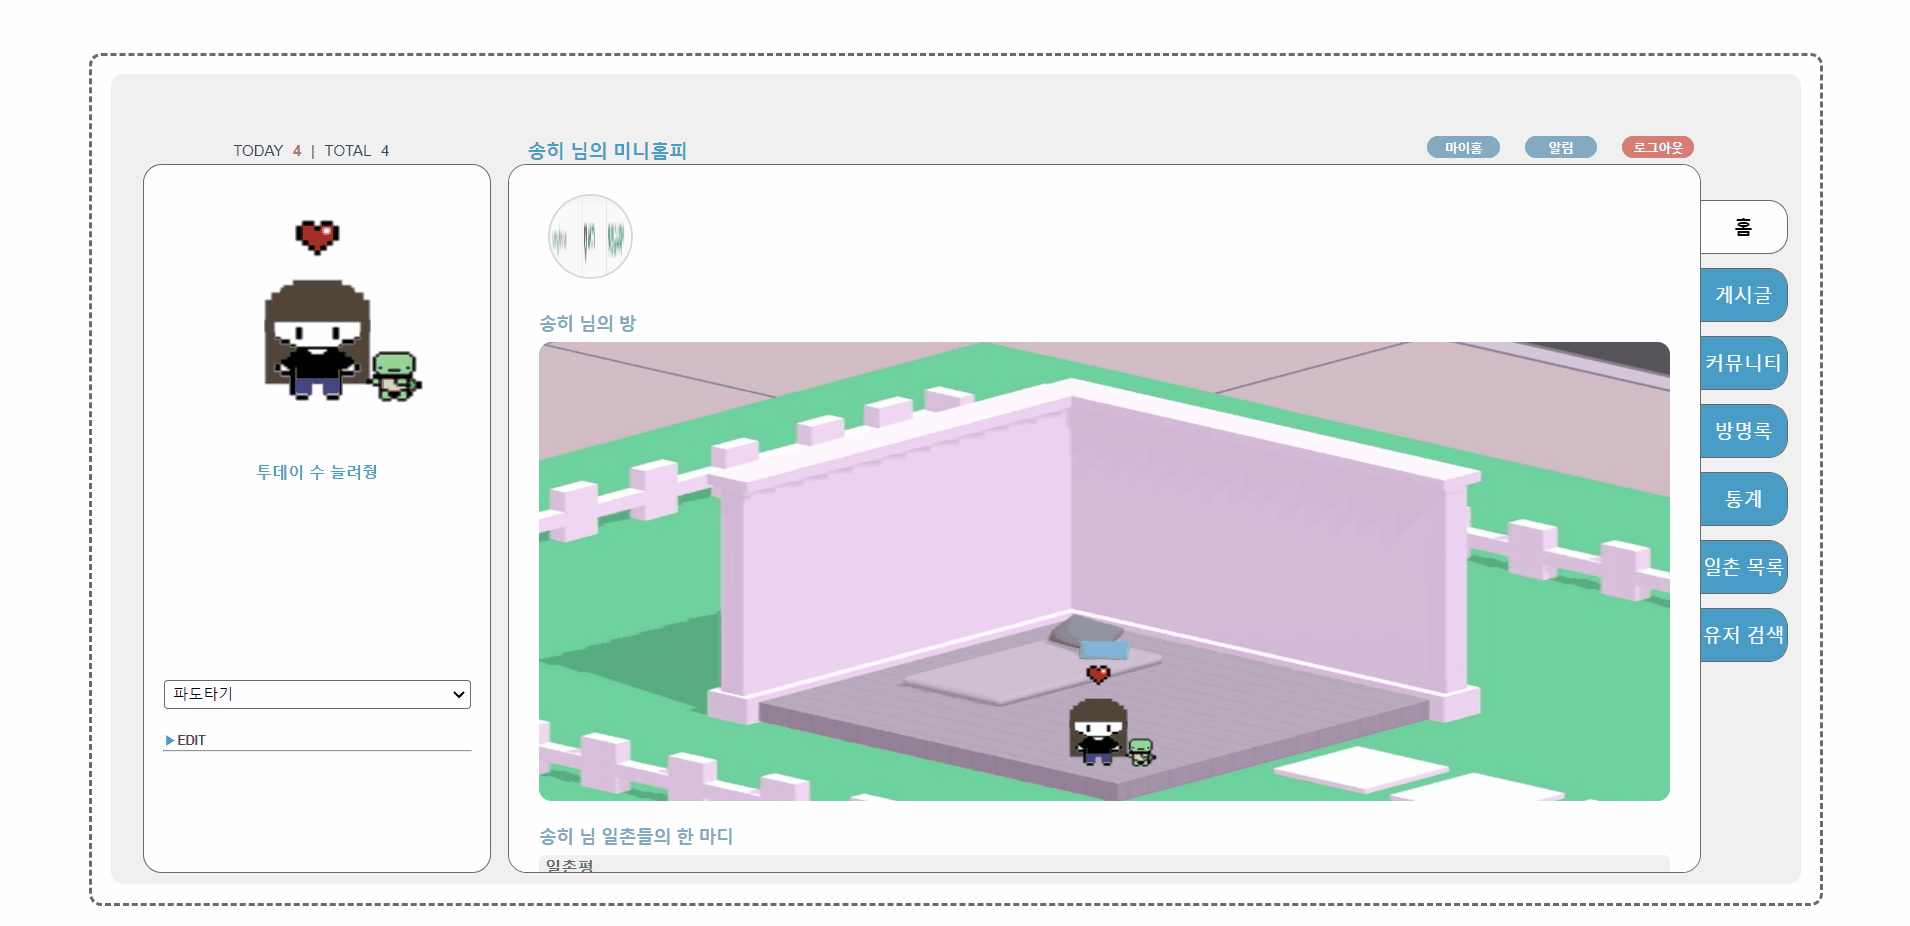 TODAY 4 | TOTAL 4
송히 님의 미니홈피
마이홈
알림
로그아웃
투데이 수 늘려줭
파도타기
EDIT
송히 님의 방
송히 님 일촌들의 한 마디
일촌평
홈
게시글
커뮤니티
방명록
통계
일촌 목록
유저 검색